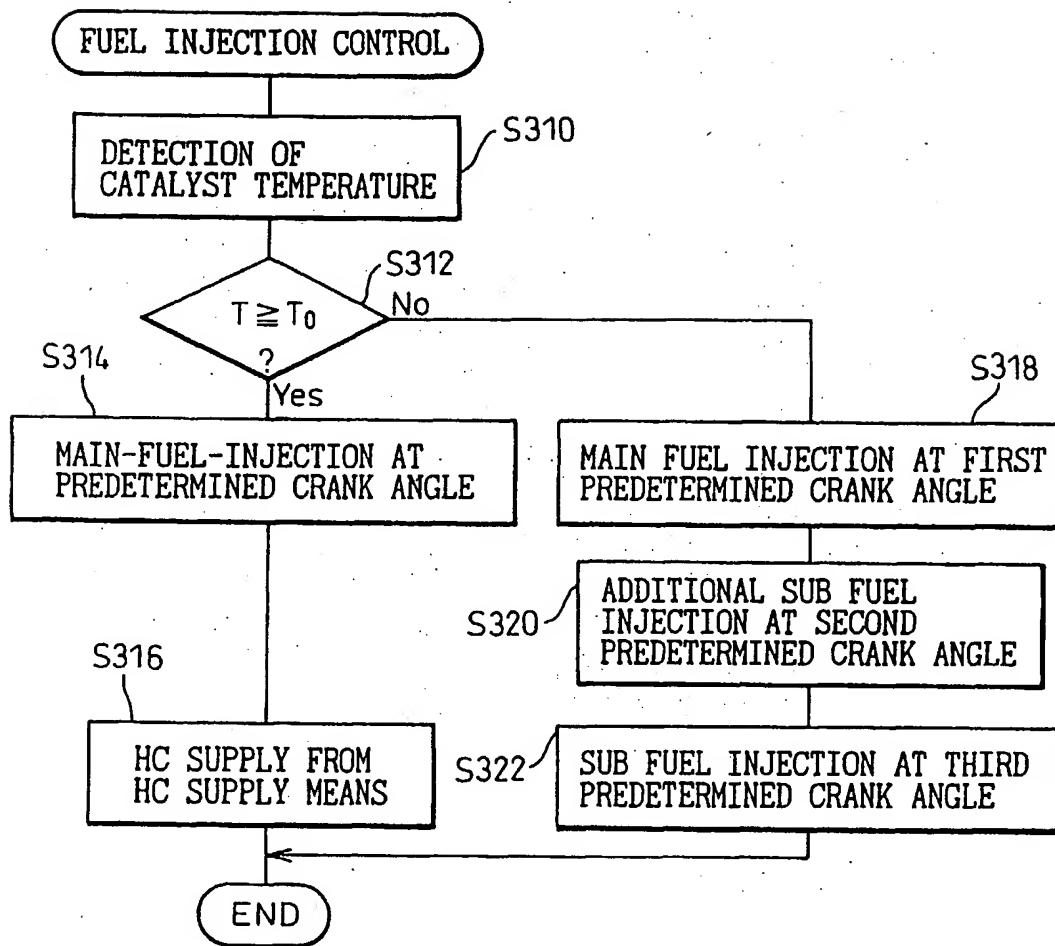 FUEL INJECTION CONTROL
S310
DETECTION OF
CATALYST TEMPERATURE
S312
T ≧ T0
?
No
Yes
S314
MAIN-FUEL-INJECTION AT
PREDETERMINED CRANK ANGLE
S316
HC SUPPLY FROM
HC SUPPLY MEANS
S318
MAIN FUEL INJECTION AT FIRST
PREDETERMINED CRANK ANGLE
S320
ADDITIONAL SUB FUEL
INJECTION AT SECOND
PREDETERMINED CRANK ANGLE
S322
SUB FUEL INJECTION AT THIRD
PREDETERMINED CRANK ANGLE
END